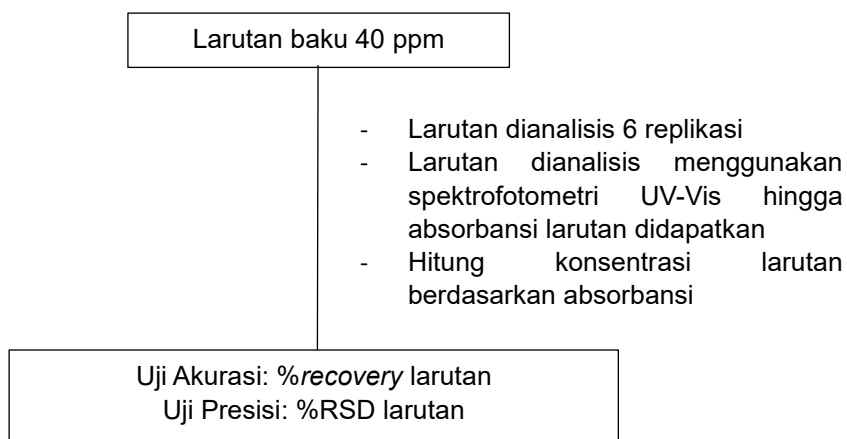 Larutan baku 40 ppm
- Larutan dianalisis 6 replikasi
- Larutan dianalisis menggunakan
spektrofotometri UV-Vis hingga
absorbansi larutan didapatkan
- Hitung konsentrasi larutan
berdasarkan absorbansi
Uji Akurasi: %recovery larutan
Uji Presisi: %RSD larutan